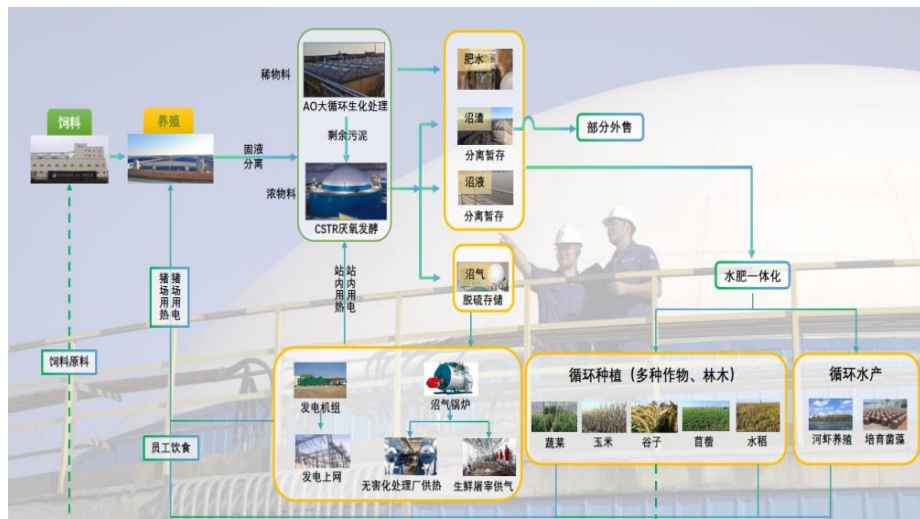 饲料
养殖
固液
分离
稀物料
AO大循环生化处理
剩余污泥
浓物料
CSTR厌氧发酵
肥水
沼渣
分离暂存
沼液
分离暂存
沼气
脱硫存储
部分外售
水肥一体化
猪场用热
猪场用电
站内用热
站内用电
饲料原料
员工饮食
发电机组
发电上网
沼气锅炉
无害化处理厂供热
生鲜屠宰供气
循环种植（多种作物、林木）
蔬菜
玉米
谷子
苜蓿
水稻
循环水产
河虾养殖
培育菌藻